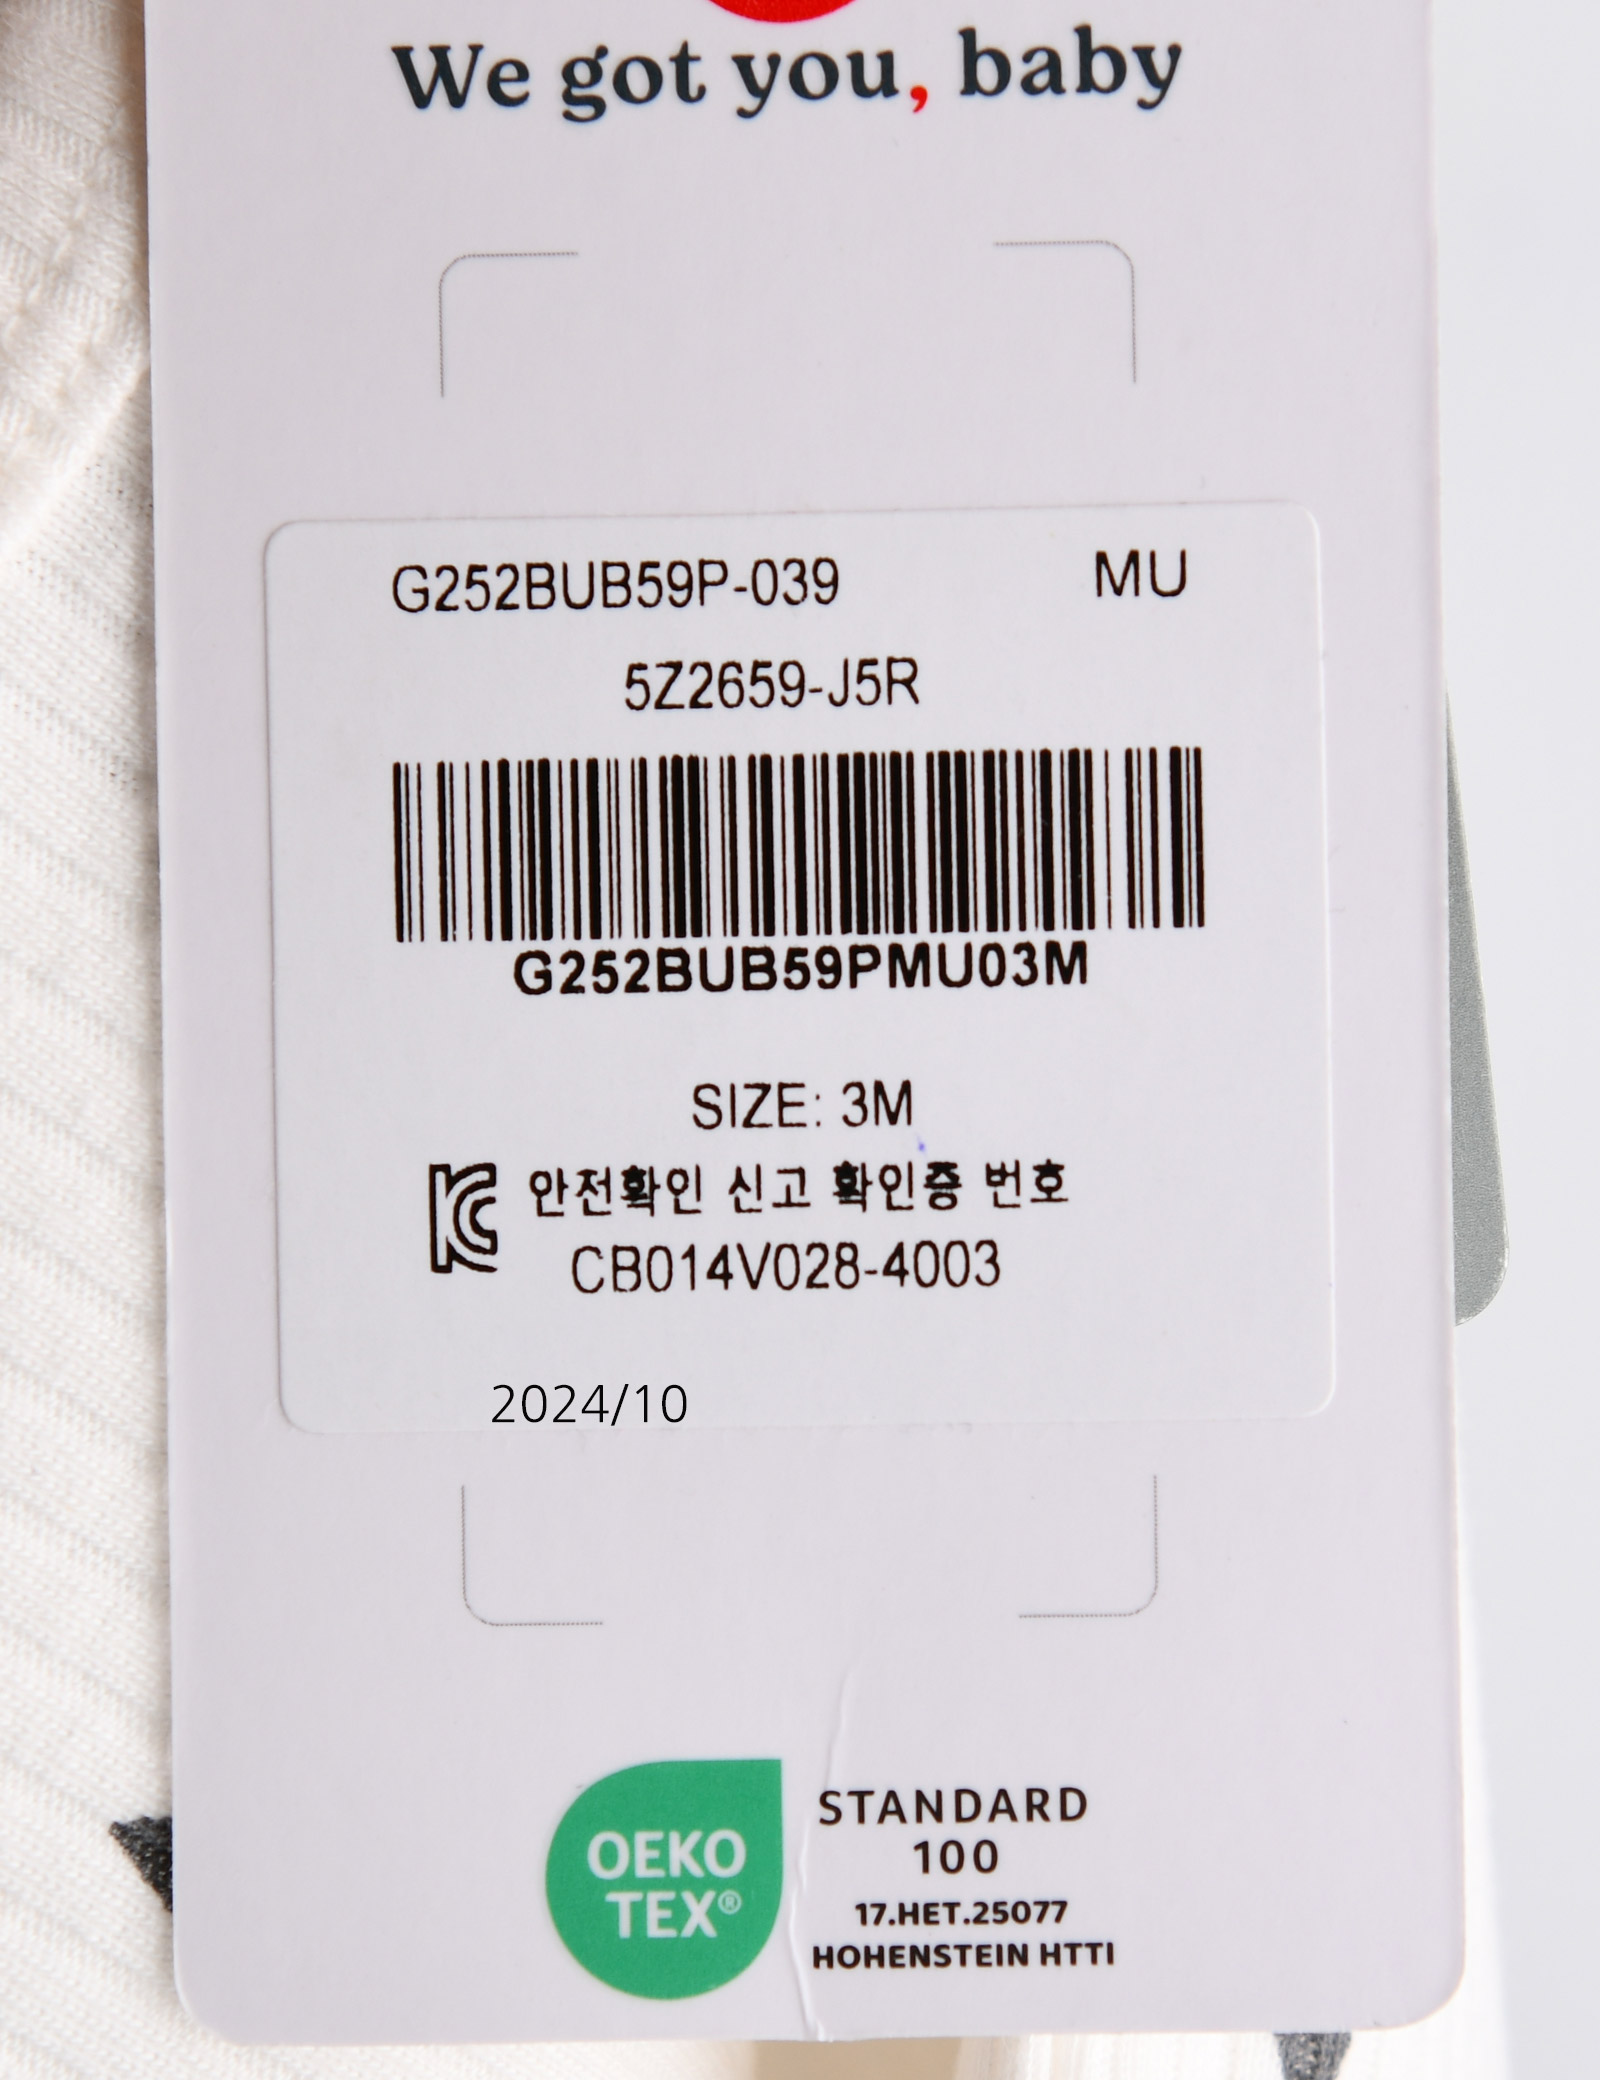 We got you, baby
G252BUB59P-039 MU
5Z2659-J5R
G252BUB59PMU03M
SIZE: 3M
안전확인 신고 확인증 번호
CB014V028-4003
2024/10
OEKO
TEX®
STANDARD
100
17.HET.25077
HOHENSTEIN HTTI